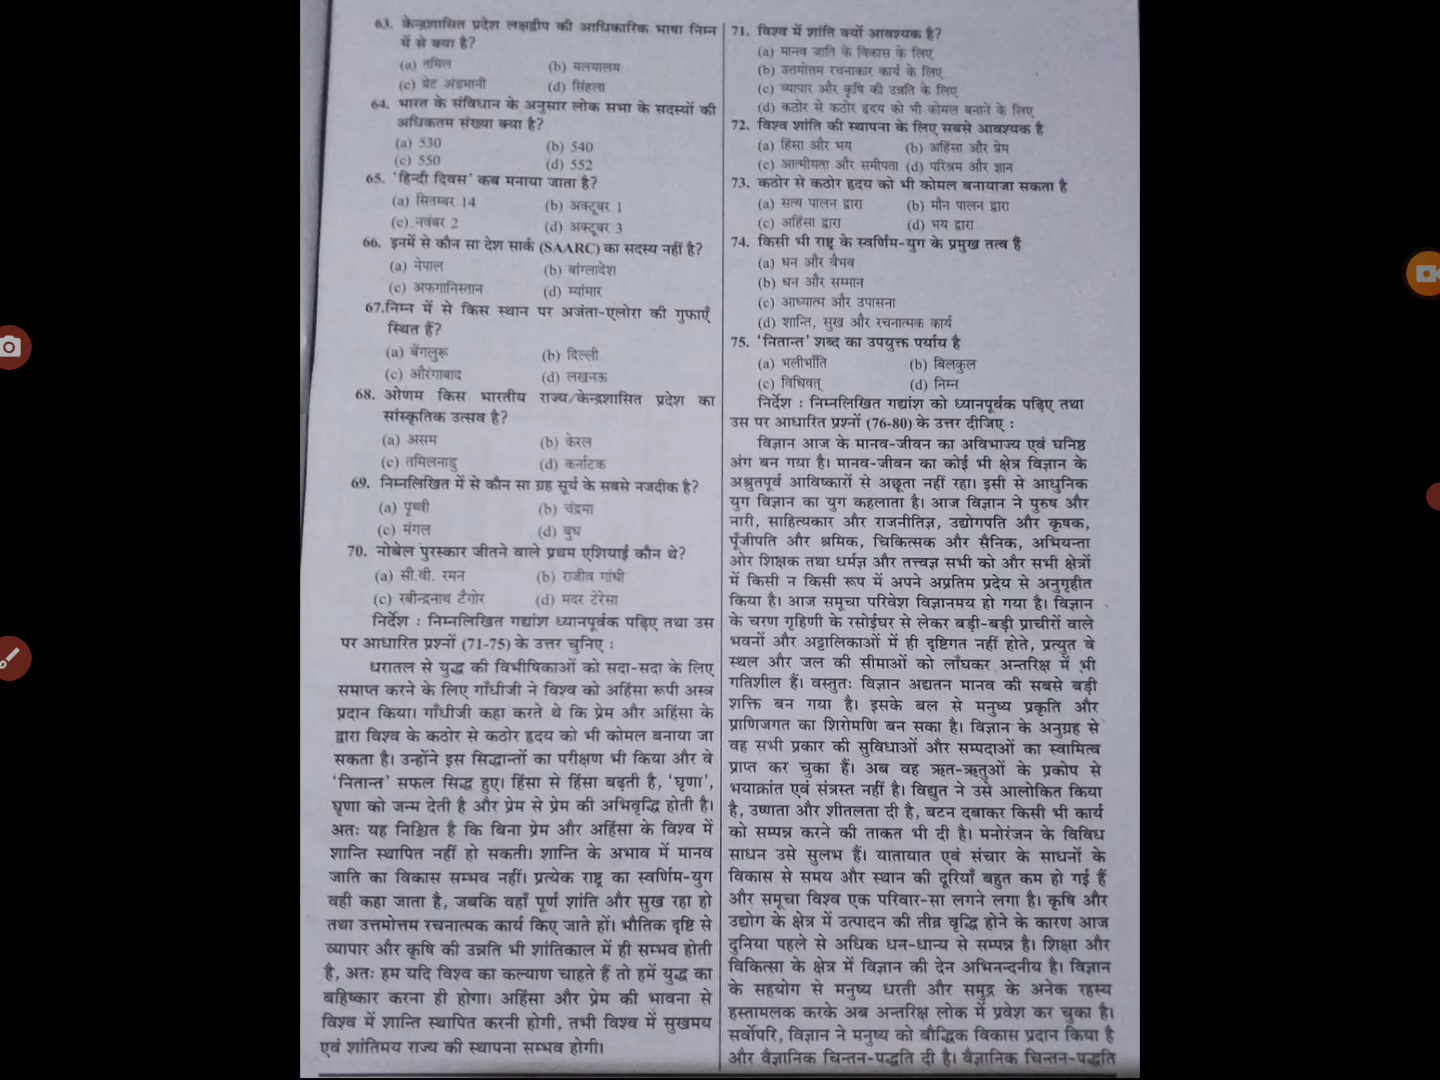 63. केन्द्रशासित प्रदेश लक्षद्वीप की आधिकारिक भाषा निम्न
में से क्या है?
(a) तमिल (b) मलयालय
(c) ग्रेट अंडमानी (d) सिंहला
64. भारत के संविधान के अनुसार लोक सभा के सदस्यों की
अधिकतम संख्या क्या है?
(a) 530 (b) 540
(c) 550 (d) 552
65. 'हिन्दी दिवस' कब मनाया जाता है?
(a) सितम्बर 14 (b) अक्टूबर 1
(c) नवंबर 2 (d) अक्टूबर 3
66. इनमें से कौन सा देश सार्क (SAARC) का सदस्य नहीं है?
(a) नेपाल (b) बांग्लादेश
(c) अफगानिस्तान (d) म्यांमार
67.निम्न में से किस स्थान पर अजंता-एलोरा की गुफाएँ
स्थित हैं?
(a) बेंगलुरू (b) दिल्ली
(c) औरंगाबाद (d) लखनऊ
68. ओणम किस भारतीय राज्य/केन्द्रशासित प्रदेश का
सांस्कृतिक उत्सव है?
(a) असम (b) केरल
(c) तमिलनाडु (d) कर्नाटक
69. निम्नलिखित में से कौन सा ग्रह सूर्य के सबसे नजदीक है?
(a) पृथ्वी (b) चंद्रमा
(c) मंगल (d) बुध
70. नोबेल पुरस्कार जीतने वाले प्रथम एशियाई कौन थे?
(a) सी.वी. रमन (b) राजीव गांधी
(c) रबीन्द्रनाथ टैगोर (d) मदर टेरेसा
निर्देश : निम्नलिखित गद्यांश ध्यानपूर्वक पढ़िए तथा उस
पर आधारित प्रश्नों (71-75) के उत्तर चुनिए :
धरातल से युद्ध की विभीषिकाओं को सदा-सदा के लिए
समाप्त करने के लिए गाँधीजी ने विश्व को अहिंसा रूपी अस्त्र
प्रदान किया। गाँधीजी कहा करते थे कि प्रेम और अहिंसा के
द्वारा विश्व के कठोर से कठोर हृदय को भी कोमल बनाया जा
सकता है। उन्होंने इस सिद्धान्तों का परीक्षण भी किया और वे
'नितान्त' सफल सिद्ध हुए। हिंसा से हिंसा बढ़ती है, 'घृणा',
घृणा को जन्म देती है और प्रेम से प्रेम की अभिवृद्धि होती है।
अतः यह निश्चित है कि बिना प्रेम और अहिंसा के विश्व में
शान्ति स्थापित नहीं हो सकती। शान्ति के अभाव में मानव
जाति का विकास सम्भव नहीं। प्रत्येक राष्ट्र का स्वर्णिम-युग
वही कहा जाता है, जबकि वहाँ पूर्ण शांति और सुख रहा हो
तथा उत्तमोत्तम रचनात्मक कार्य किए जाते हों। भौतिक दृष्टि से
व्यापार और कृषि की उन्नति भी शांतिकाल में ही सम्भव होती
है, अतः हम यदि विश्व का कल्याण चाहते हैं तो हमें युद्ध का
बहिष्कार करना ही होगा। अहिंसा और प्रेम की भावना से
विश्व में शान्ति स्थापित करनी होगी, तभी विश्व में सुखमय
एवं शांतिमय राज्य की स्थापना सम्भव होगी।
71. विश्व में शांति क्यों आवश्यक है?
(a) मानव जाति के विकास के लिए
(b) उत्तमोत्तम रचनाकार कार्य के लिए
(c) व्यापार और कृषि की उन्नति के लिए
(d) कठोर से कठोर हृदय को भी कोमल बनाने के लिए
72. विश्व शांति की स्थापना के लिए सबसे आवश्यक है
(a) हिंसा और भय (b) अहिंसा और प्रेम
(c) आत्मीयता और समीपता (d) परिश्रम और ज्ञान
73. कठोर से कठोर हृदय को भी कोमल बनायाजा सकता है
(a) सत्य पालन द्वारा (b) मौन पालन द्वारा
(c) अहिंसा द्वारा (d) भय द्वारा
74. किसी भी राष्ट्र के स्वर्णिम-युग के प्रमुख तत्व हैं
(a) धन और वैभव
(b) धन और सम्मान
(c) आध्यात्म और उपासना
(d) शान्ति, सुख और रचनात्मक कार्य
75. 'नितान्त' शब्द का उपयुक्त पर्याय है
(a) भलीभाँति (b) बिलकुल
(c) विधिवत् (d) निम्न
निर्देश : निम्नलिखित गद्यांश को ध्यानपूर्वक पढ़िए तथा
उस पर आधारित प्रश्नों (76-80) के उत्तर दीजिए :
विज्ञान आज के मानव-जीवन का अविभाज्य एवं घनिष्ठ
अंग बन गया है। मानव-जीवन का कोई भी क्षेत्र विज्ञान के
अश्रुतपूर्व आविष्कारों से अछूता नहीं रहा। इसी से आधुनिक
युग विज्ञान का युग कहलाता है। आज विज्ञान ने पुरुष और
नारी, साहित्यकार और राजनीतिज्ञ, उद्योगपति और कृषक,
पूँजीपति और श्रमिक, चिकित्सक और सैनिक, अभियन्ता
ओर शिक्षक तथा धर्मज्ञ और तत्त्वज्ञ सभी को और सभी क्षेत्रों
में किसी न किसी रूप में अपने अप्रतिम प्रदेय से अनुगृहीत
किया है। आज समूचा परिवेश विज्ञानमय हो गया है। विज्ञान
के चरण गृहिणी के रसोईघर से लेकर बड़ी-बड़ी प्राचीरों वाले
भवनों और अट्टालिकाओं में ही दृष्टिगत नहीं होते, प्रत्युत वे
स्थल और जल की सीमाओं को लाँघकर अन्तरिक्ष में भी
गतिशील हैं। वस्तुतः विज्ञान अद्यतन मानव की सबसे बड़ी
शक्ति बन गया है। इसके बल से मनुष्य प्रकृति और
प्राणिजगत का शिरोमणि बन सका है। विज्ञान के अनुग्रह से
वह सभी प्रकार की सुविधाओं और सम्पदाओं का स्वामित्व
प्राप्त कर चुका हैं। अब वह ऋत-ऋतुओं के प्रकोप से
भयाक्रांत एवं संत्रस्त नहीं है। विद्युत ने उसे आलोकित किया
है, उष्णता और शीतलता दी है, बटन दबाकर किसी भी कार्य
को सम्पन्न करने की ताकत भी दी है। मनोरंजन के विविध
साधन उसे सुलभ हैं। यातायात एवं संचार के साधनों के
विकास से समय और स्थान की दूरियाँ बहुत कम हो गई हैं
और समूचा विश्व एक परिवार-सा लगने लगा है। कृषि और
उद्योग के क्षेत्र में उत्पादन की तीव्र वृद्धि होने के कारण आज
दुनिया पहले से अधिक धन-धान्य से सम्पन्न है। शिक्षा और
विकित्सा के क्षेत्र में विज्ञान की देन अभिनन्दनीय है। विज्ञान
के सहयोग से मनुष्य धरती और समुद्र के अनेक रहस्य
हस्तामलक करके अब अन्तरिक्ष लोक में प्रवेश कर चुका है।
सर्वोपरि, विज्ञान ने मनुष्य को बौद्धिक विकास प्रदान किया है
और वैज्ञानिक चिन्तन-पद्धति दी है। वैज्ञानिक चिन्तन-पद्धति